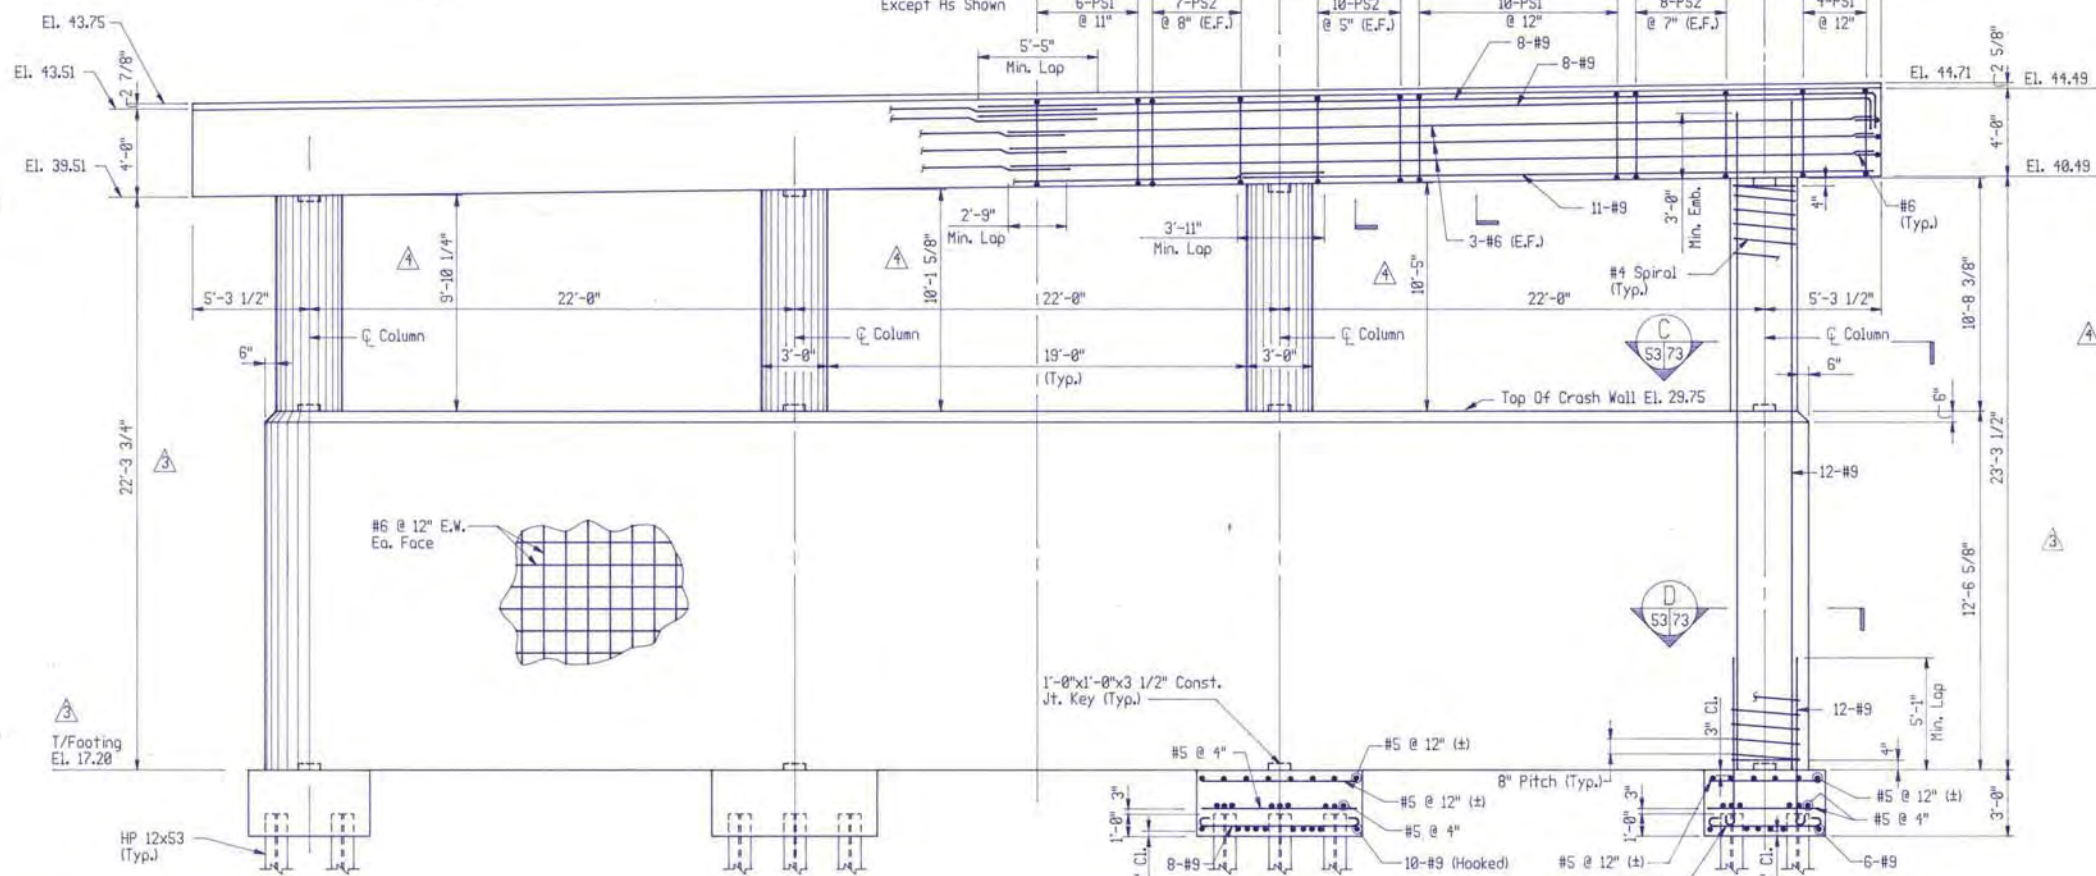 Except As Shown
6-PS1
@ 11"
7-PS2
@ 8" (E.F.)
10-PS2
@ 5" (E.F.)
10-PS1
@ 12"
8-PS2
@ 7" (E.F.)
4-PS1
@ 12"
El. 43.75
El. 43.51
2 7/8"
4'-0"
El. 39.51
5'-5"
Min. Lap
8-#9
8-#9
El. 44.71
2 5/8"
El. 44.49
4'-0"
El. 40.49
2'-9"
Min. Lap
3'-11"
Min. Lap
11-#9
3-#6 (E.F.)
3'-0"
Min. Emb.
4"
#6
(Typ.)
#4 Spiral
(Typ.)
4
9'-10 1/4"
4
10'-1 5/8"
4
10'-5"
10'-8 3/8"
4
5'-3 1/2"
22'-0"
22'-0"
22'-0"
5'-3 1/2"
℄ Column
℄ Column
℄ Column
℄ Column
6"
3'-0"
19'-0"
(Typ.)
3'-0"
C
53 73
6"
Top Of Crash Wall El. 29.75
6"
22'-3 3/4"
3
12-#9
23'-3 1/2"
#6 @ 12" E.W.
Ea. Face
3
12'-6 5/8"
D
53 73
1'-0"x1'-0"x3 1/2" Const.
Jt. Key (Typ.)
3
T/Footing
El. 17.20
3" Cl.
12-#9
5'-1"
Min. Lap
4"
#5 @ 4"
#5 @ 12" (±)
8" Pitch (Typ.)
#5 @ 12" (±)
#5 @ 4"
3"
1'-0"
3"
1'-0"
#5 @ 12" (±)
#5 @ 4"
3'-0"
HP 12x53
(Typ.)
Cl.
8-#9
10-#9 (Hooked)
#5 @ 12" (±)
Cl.
6-#9